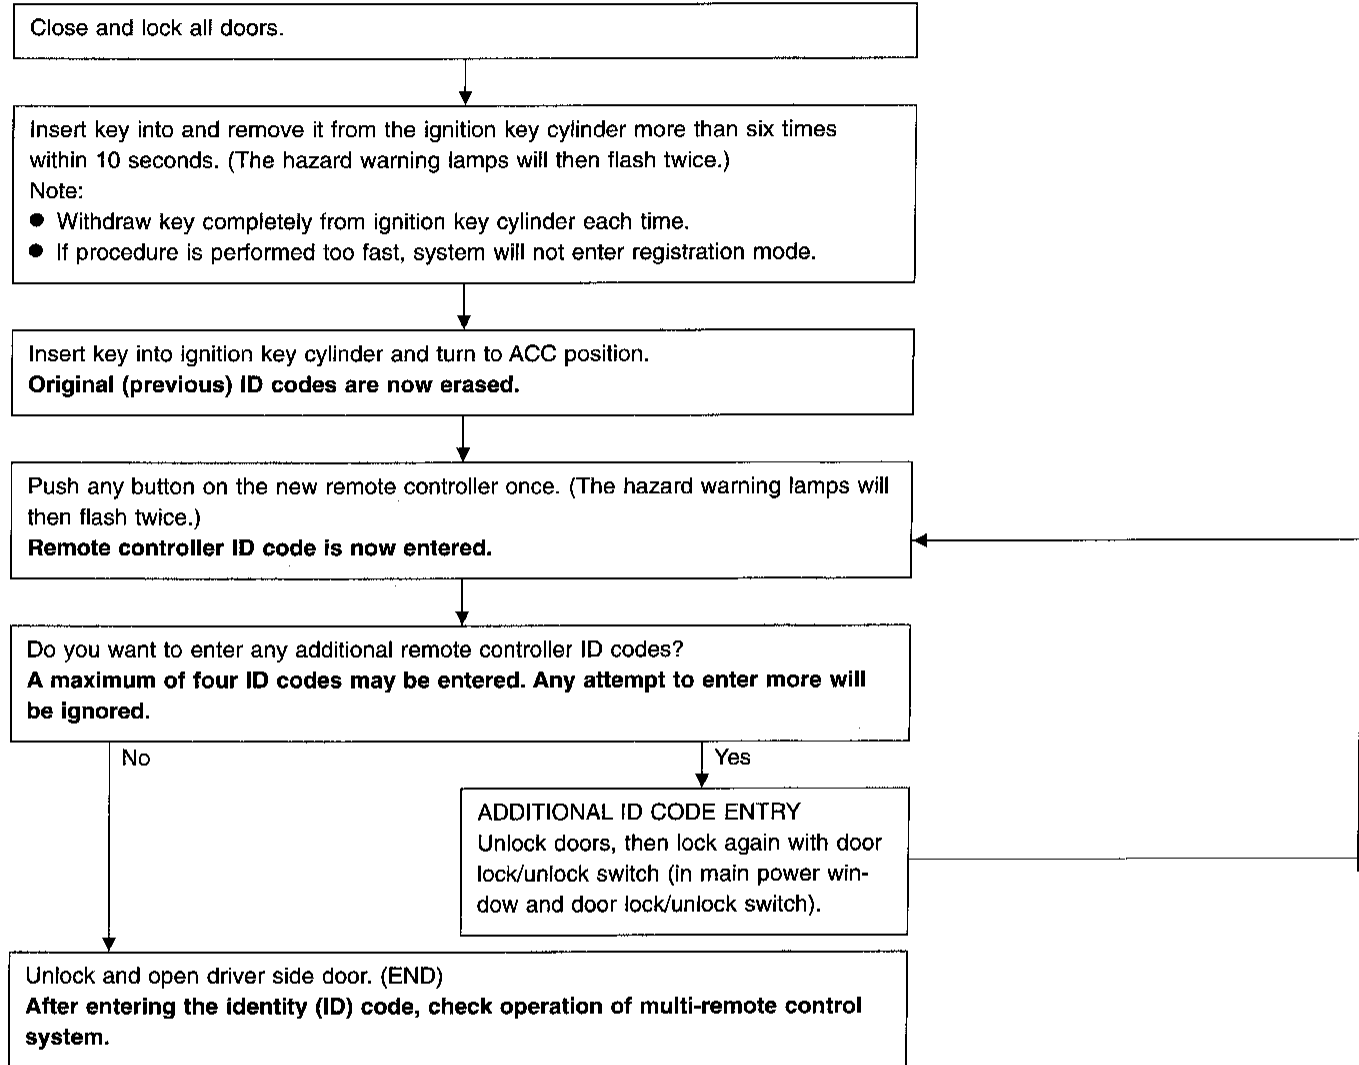 Close and lock all doors.
Insert key into and remove it from the ignition key cylinder more than six times
within 10 seconds. (The hazard warning lamps will then flash twice.)
Note:
● Withdraw key completely from ignition key cylinder each time.
● If procedure is performed too fast, system will not enter registration mode.
Insert key into ignition key cylinder and turn to ACC position.
Original (previous) ID codes are now erased.
Push any button on the new remote controller once. (The hazard warning lamps will
then flash twice.)
Remote controller ID code is now entered.
Do you want to enter any additional remote controller ID codes?
A maximum of four ID codes may be entered. Any attempt to enter more will
be ignored.
No
Yes
ADDITIONAL ID CODE ENTRY
Unlock doors, then lock again with door
lock/unlock switch (in main power win-
dow and door lock/unlock switch).
Unlock and open driver side door. (END)
After entering the identity (ID) code, check operation of multi-remote control
system.